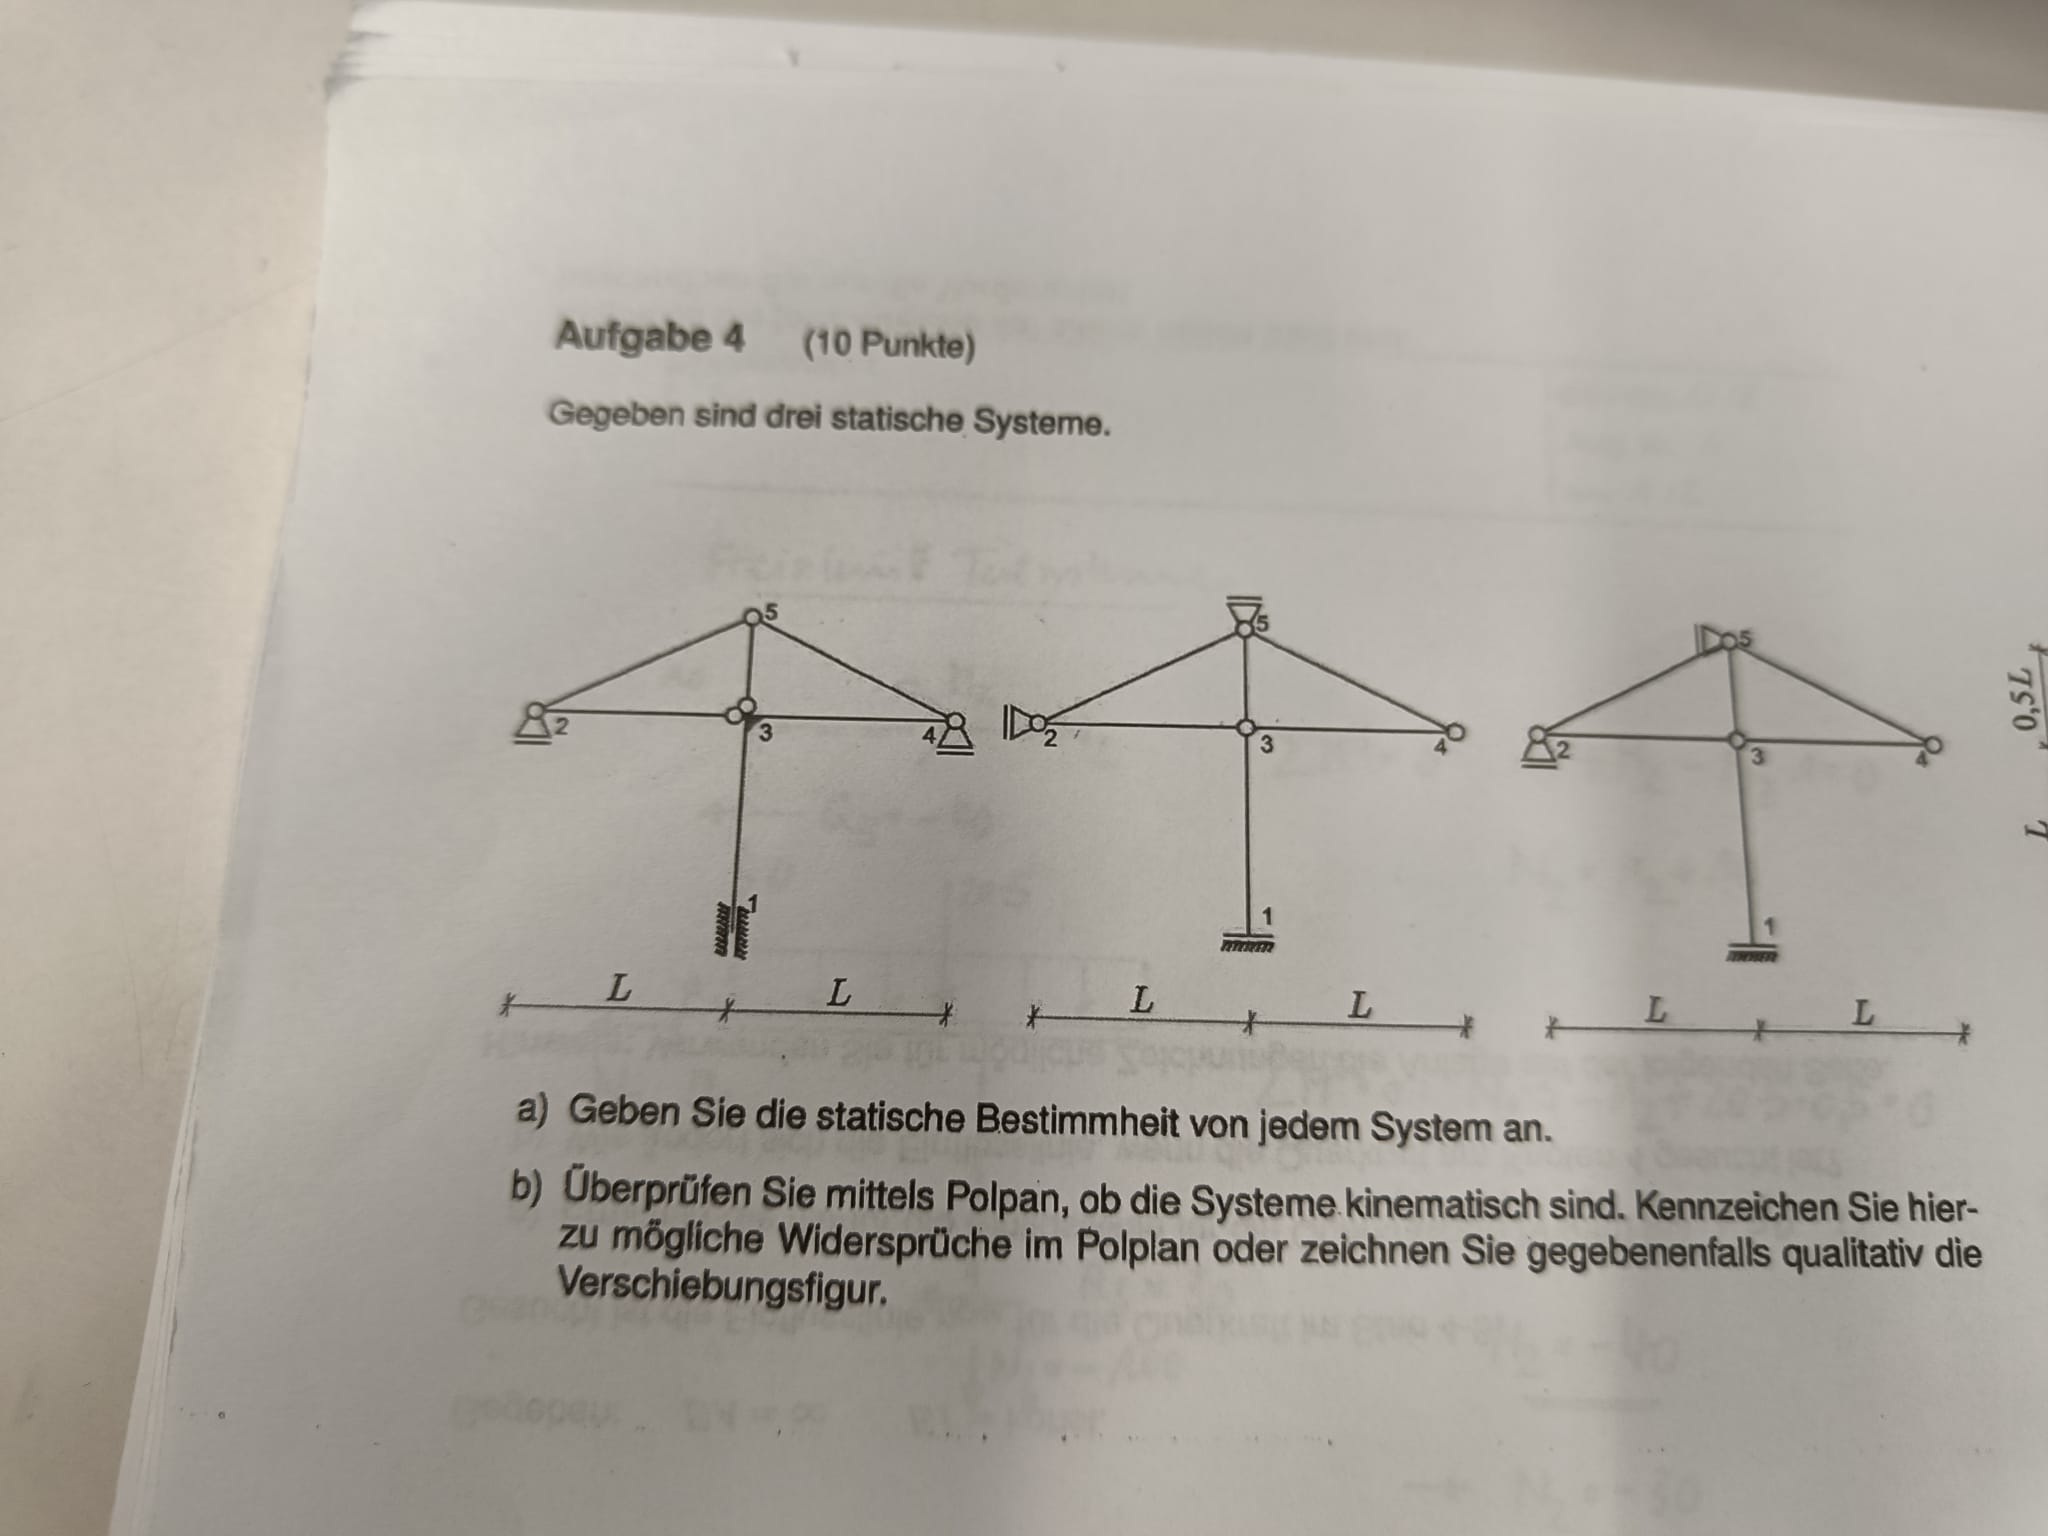 Aufgabe 4 (10 Punkte)
Gegeben sind drei statische Systeme.
5 5 5
2 3 4 2 3 4 2 3 4
0,5L
L
1 1 1
L L L L L L
a) Geben Sie die statische Bestimmheit von jedem System an.
b) Überprüfen Sie mittels Polpan, ob die Systeme kinematisch sind. Kennzeichen Sie hier-
zu mögliche Widersprüche im Polplan oder zeichnen Sie gegebenenfalls qualitativ die
Verschiebungsfigur.